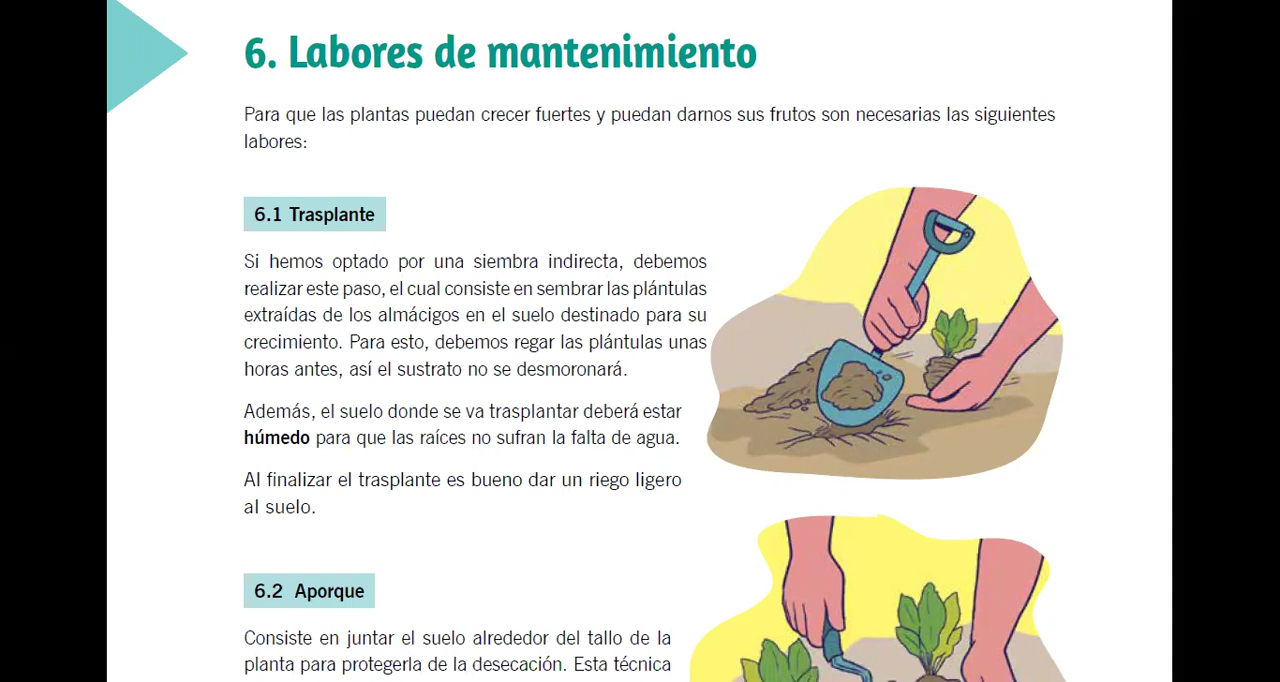 6. Labores de mantenimiento
Para que las plantas puedan crecer fuertes y puedan darnos sus frutos son necesarias las siguientes
labores:
6.1 Trasplante
Si hemos optado por una siembra indirecta, debemos
realizar este paso, el cual consiste en sembrar las plántulas
extraídas de los almácigos en el suelo destinado para su
crecimiento. Para esto, debemos regar las plántulas unas
horas antes, así el sustrato no se desmoronará.
Además, el suelo donde se va trasplantar deberá estar
húmedo para que las raíces no sufran la falta de agua.
Al finalizar el trasplante es bueno dar un riego ligero
al suelo.
6.2 Aporque
Consiste en juntar el suelo alrededor del tallo de la
planta para protegerla de la desecación. Esta técnica